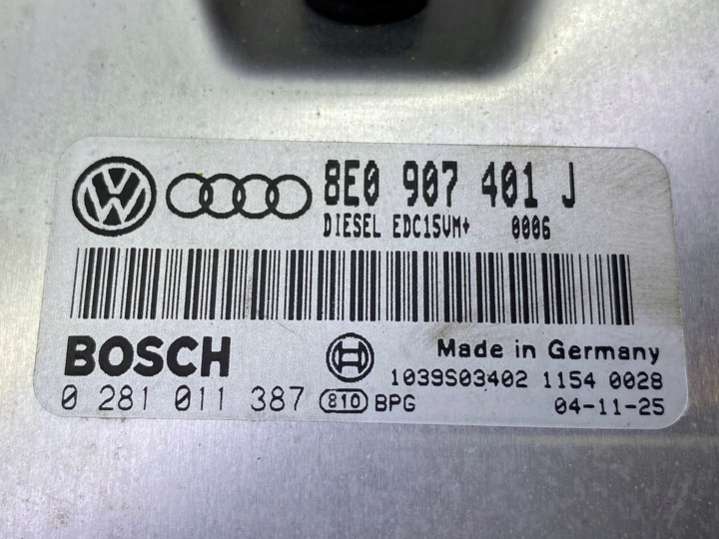 8E0 907 401 J
DIESEL EDC15VM+ 0006
BOSCH
Made in Germany
1039S03402 1154 0028
0 281 011 387 810 BPG 04-11-25